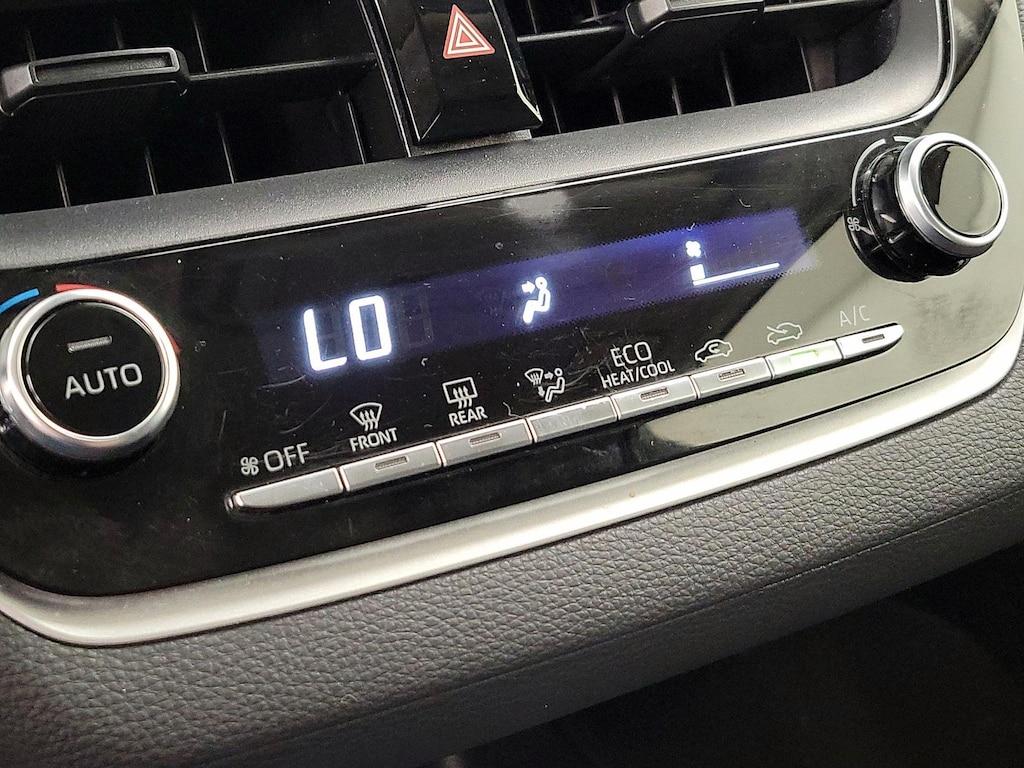 LO
AUTO
OFF
FRONT
REAR
ECO
HEAT/COOL
A/C